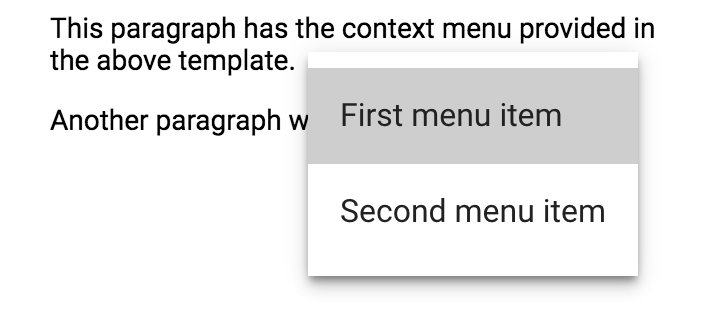 This paragraph has the context menu provided in
the above template.
Another paragraph w
First menu item
Second menu item